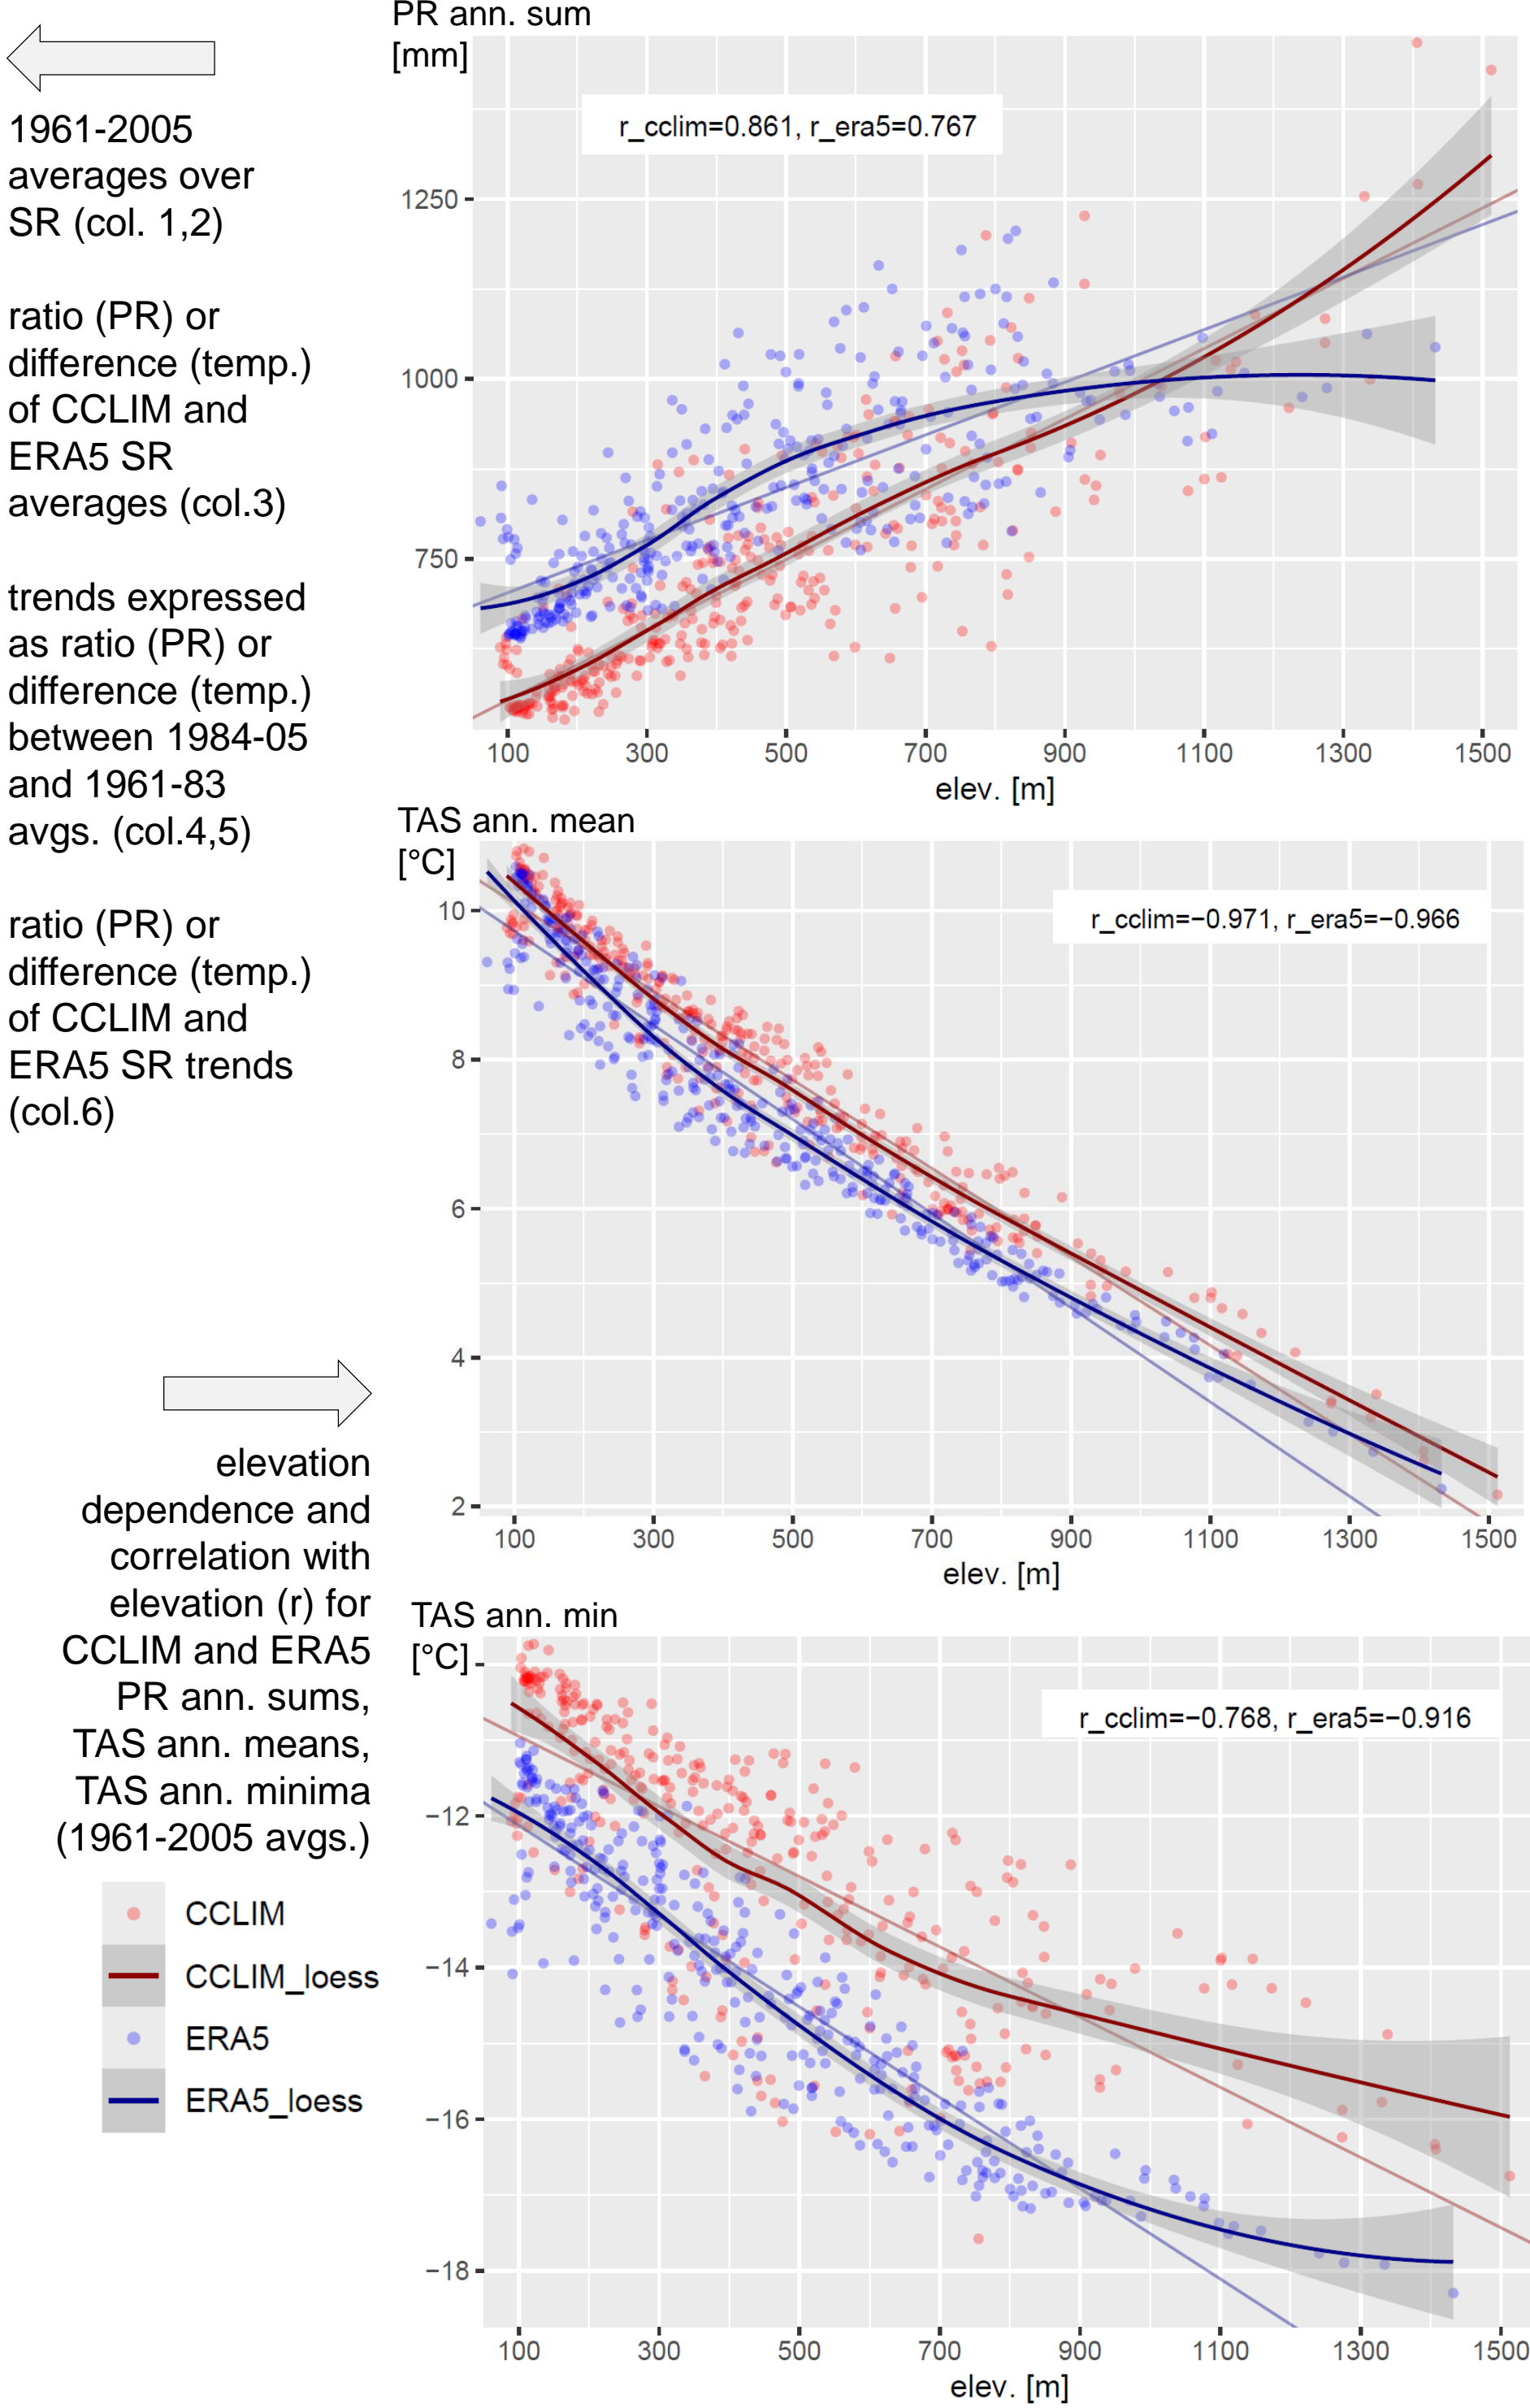 1961-2005
averages over
SR (col. 1,2)
ratio (PR) or
difference (temp.)
of CCLIM and
ERA5 SR
averages (col.3)
trends expressed
as ratio (PR) or
difference (temp.)
between 1984-05
and 1961-83
avgs. (col.4,5)
ratio (PR) or
difference (temp.)
of CCLIM and
ERA5 SR trends
(col.6)
elevation
dependence and
correlation with
elevation (r) for
CCLIM and ERA5
PR ann. sums,
TAS ann. means,
TAS ann. minima
(1961-2005 avgs.)
CCLIM
CCLIM_loess
ERA5
ERA5_loess
PR ann. sum
[mm]
r_cclim=0.861, r_era5=0.767
1250
1000
750
100 300 500 700 900 1100 1300 1500
elev. [m]
TAS ann. mean
[°C]
r_cclim=−0.971, r_era5=−0.966
10
8
6
4
2
100 300 500 700 900 1100 1300 1500
elev. [m]
TAS ann. min
[°C]
r_cclim=−0.768, r_era5=−0.916
−12
−14
−16
−18
100 300 500 700 900 1100 1300 1500
elev. [m]